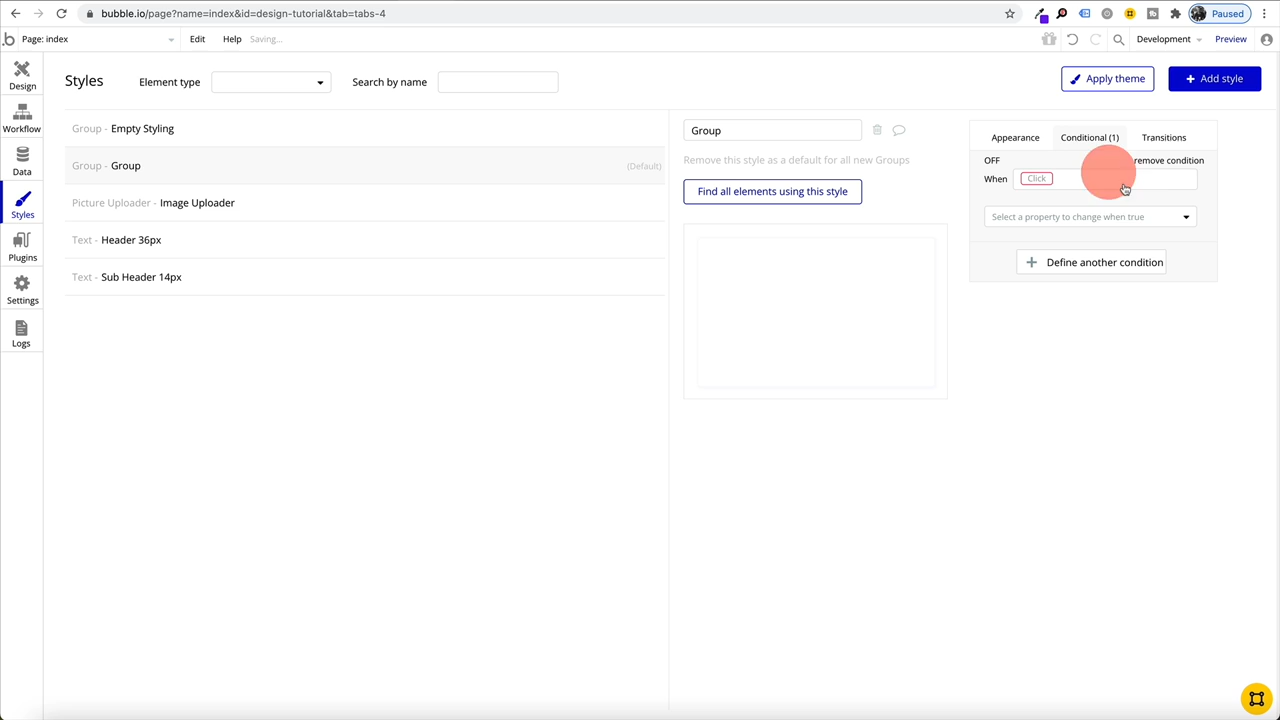 bubble.io/page?name=index&id=design-tutorial&tab=tabs-4
Paused
Page: index
Edit
Help
Saving...
Development
Preview
Design
Workflow
Data
Styles
Plugins
Settings
Logs
Styles
Element type
Search by name
Apply theme
+ Add style
Group - Empty Styling
Group - Group
(Default)
Picture Uploader - Image Uploader
Text - Header 36px
Text - Sub Header 14px
Group
Remove this style as a default for all new Groups
Find all elements using this style
Appearance
Conditional (1)
Transitions
OFF
remove condition
When
Click
Select a property to change when true
+ Define another condition